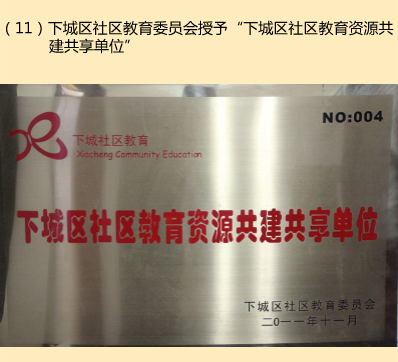 （11）下城区社区教育委员会授予“下城区社区教育资源共
建共享单位”
NO:004
下城社区教育
Xiacheng Community Education
下城区社区教育资源共建共享单位
下城区社区教育委员会
二0一一年十一月